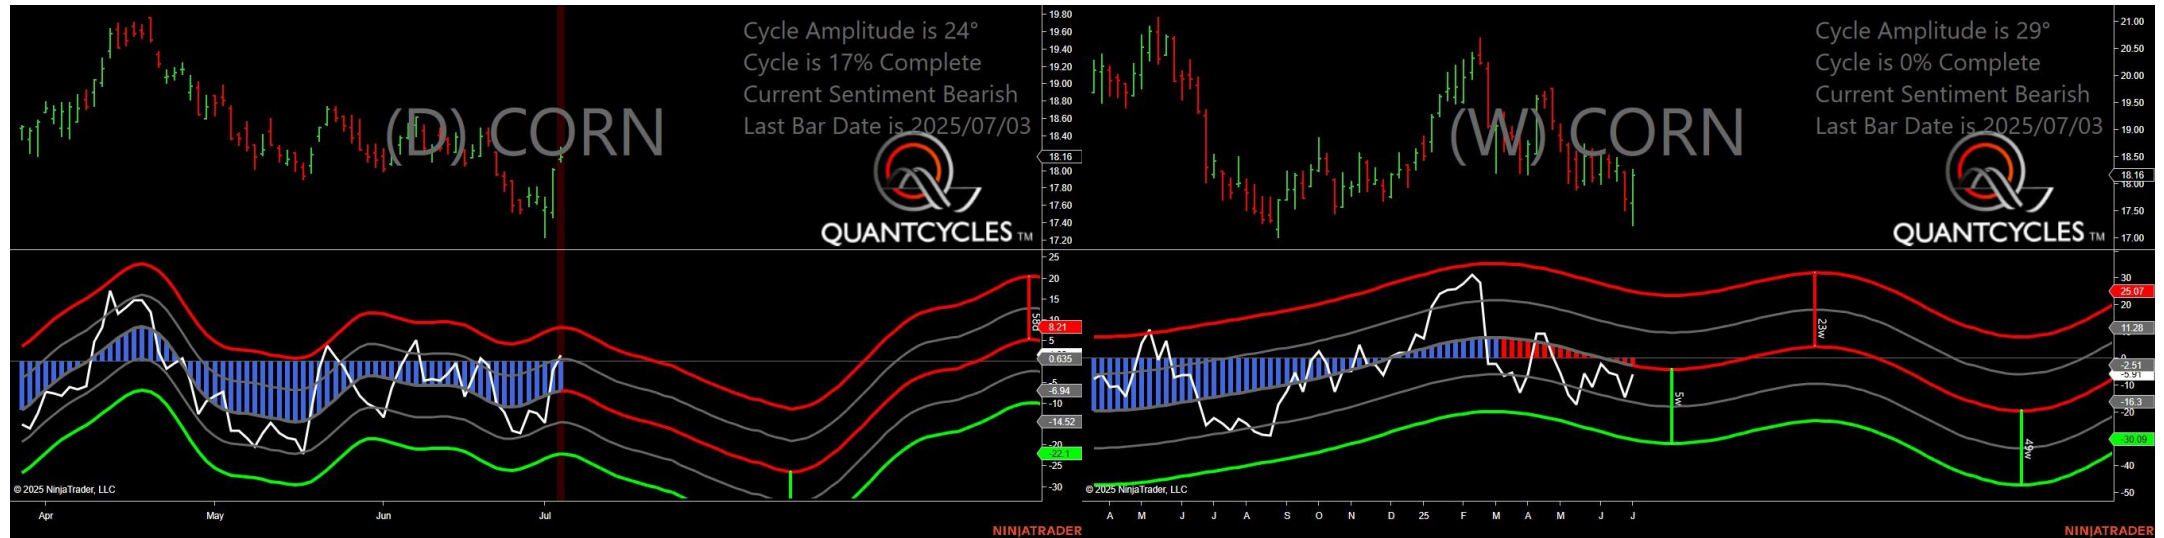 Cycle Amplitude is 24°
Cycle is 17% Complete
Current Sentiment Bearish
Last Bar Date is 2025/07/03
(D) CORN
QUANTCYCLES TM
19.80
19.60
19.40
19.20
19.00
18.80
18.60
18.40
18.16
18.00
17.80
17.60
17.40
17.20
25
20
15
10
8.21
5
0.635
-5
-6.94
-10
-14.52
-20
-22.1
-25
-30
58d
© 2025 NinjaTrader, LLC
Apr May Jun Jul
NINJATRADER
Cycle Amplitude is 29°
Cycle is 0% Complete
Current Sentiment Bearish
Last Bar Date is 2025/07/03
(W) CORN
QUANTCYCLES TM
21.00
20.50
20.00
19.50
19.00
18.50
18.16
18.00
17.50
17.00
30
25.07
20
11.28
0
-2.51
-5.91
-10
-16.3
-20
-30.09
-40
-50
5w
23w
49w
© 2025 NinjaTrader, LLC
A M J J A S O N D 25 F M A M J J
NINJATRADER